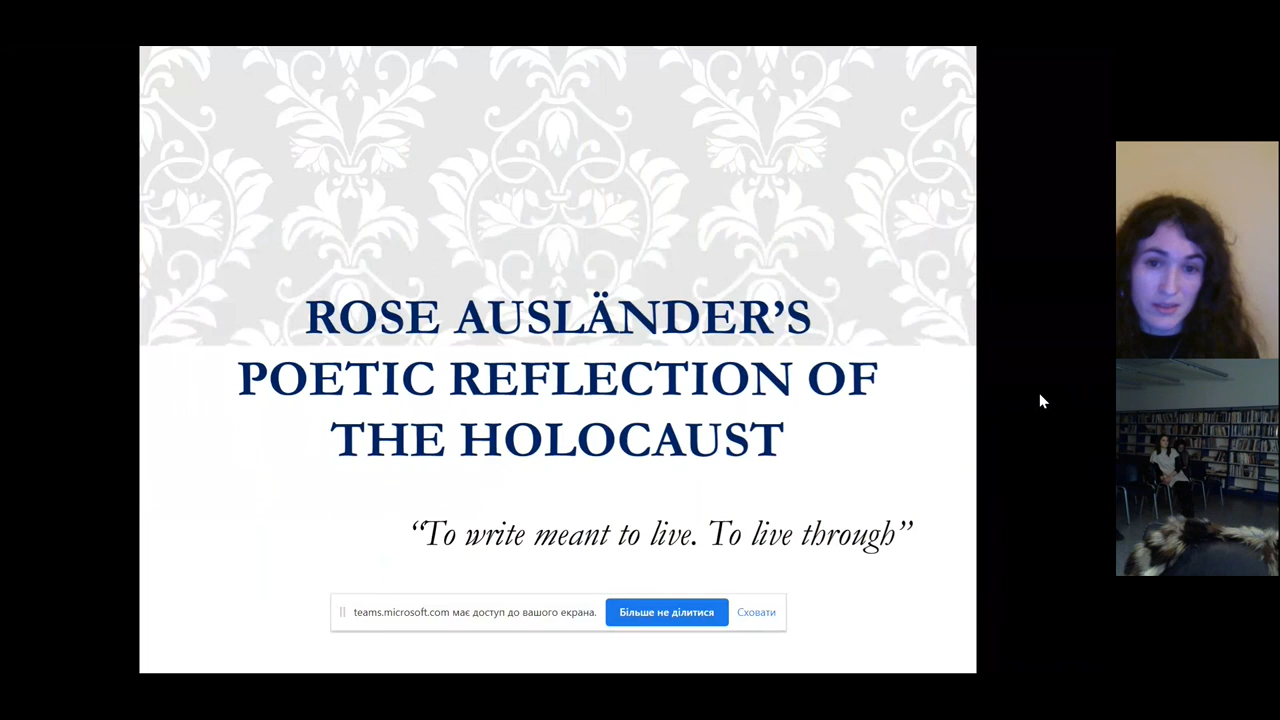 ROSE AUSLÄNDER’S
POETIC REFLECTION OF
THE HOLOCAUST
“To write meant to live. To live through”
teams.microsoft.com має доступ до вашого екрана. Більше не ділитися Сховати